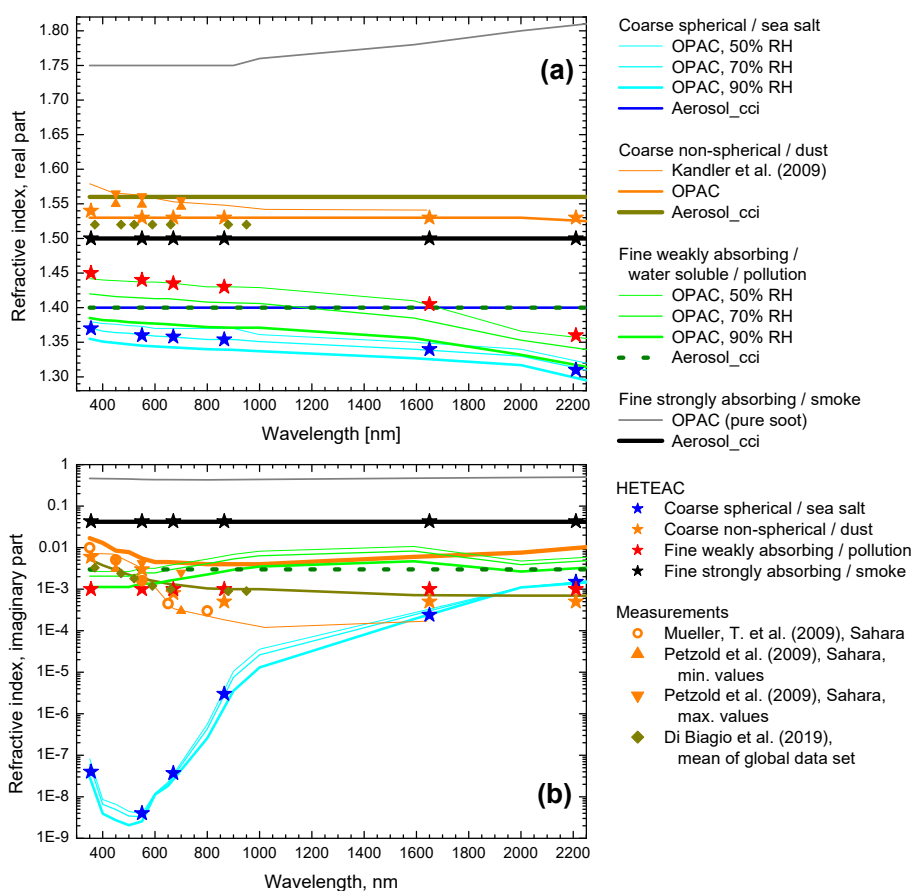 1.80
1.75
1.70
1.65
1.60
1.55
1.50
1.45
1.40
1.35
1.30
Refractive index, real part
(a)
400 600 800 1000 1200 1400 1600 1800 2000 2200
Wavelength [nm]
1
0.1
0.01
1E-3
1E-4
1E-5
1E-6
1E-7
1E-8
1E-9
Refractive index, imaginary part
(b)
400 600 800 1000 1200 1400 1600 1800 2000 2200
Wavelength, nm
Coarse spherical / sea salt
OPAC, 50% RH
OPAC, 70% RH
OPAC, 90% RH
Aerosol_cci
Coarse non-spherical / dust
Kandler et al. (2009)
OPAC
Aerosol_cci
Fine weakly absorbing /
water soluble / pollution
OPAC, 50% RH
OPAC, 70% RH
OPAC, 90% RH
Aerosol_cci
Fine strongly absorbing / smoke
OPAC (pure soot)
Aerosol_cci
HETEAC
Coarse spherical / sea salt
Coarse non-spherical / dust
Fine weakly absorbing / pollution
Fine strongly absorbing / smoke
Measurements
Mueller, T. et al. (2009), Sahara
Petzold et al. (2009), Sahara,
min. values
Petzold et al. (2009), Sahara,
max. values
Di Biagio et al. (2019),
mean of global data set